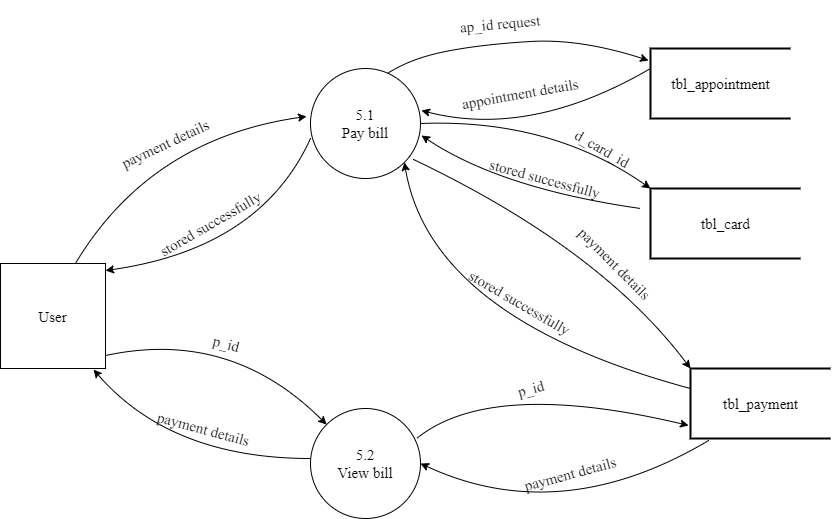 ap_id request
tbl_appointment
appointment details
5.1
Pay bill
payment details
d_card_id
stored successfully
stored successfully
tbl_card
payment details
stored successfully
User
p_id
p_id
tbl_payment
payment details
5.2
View bill
payment details